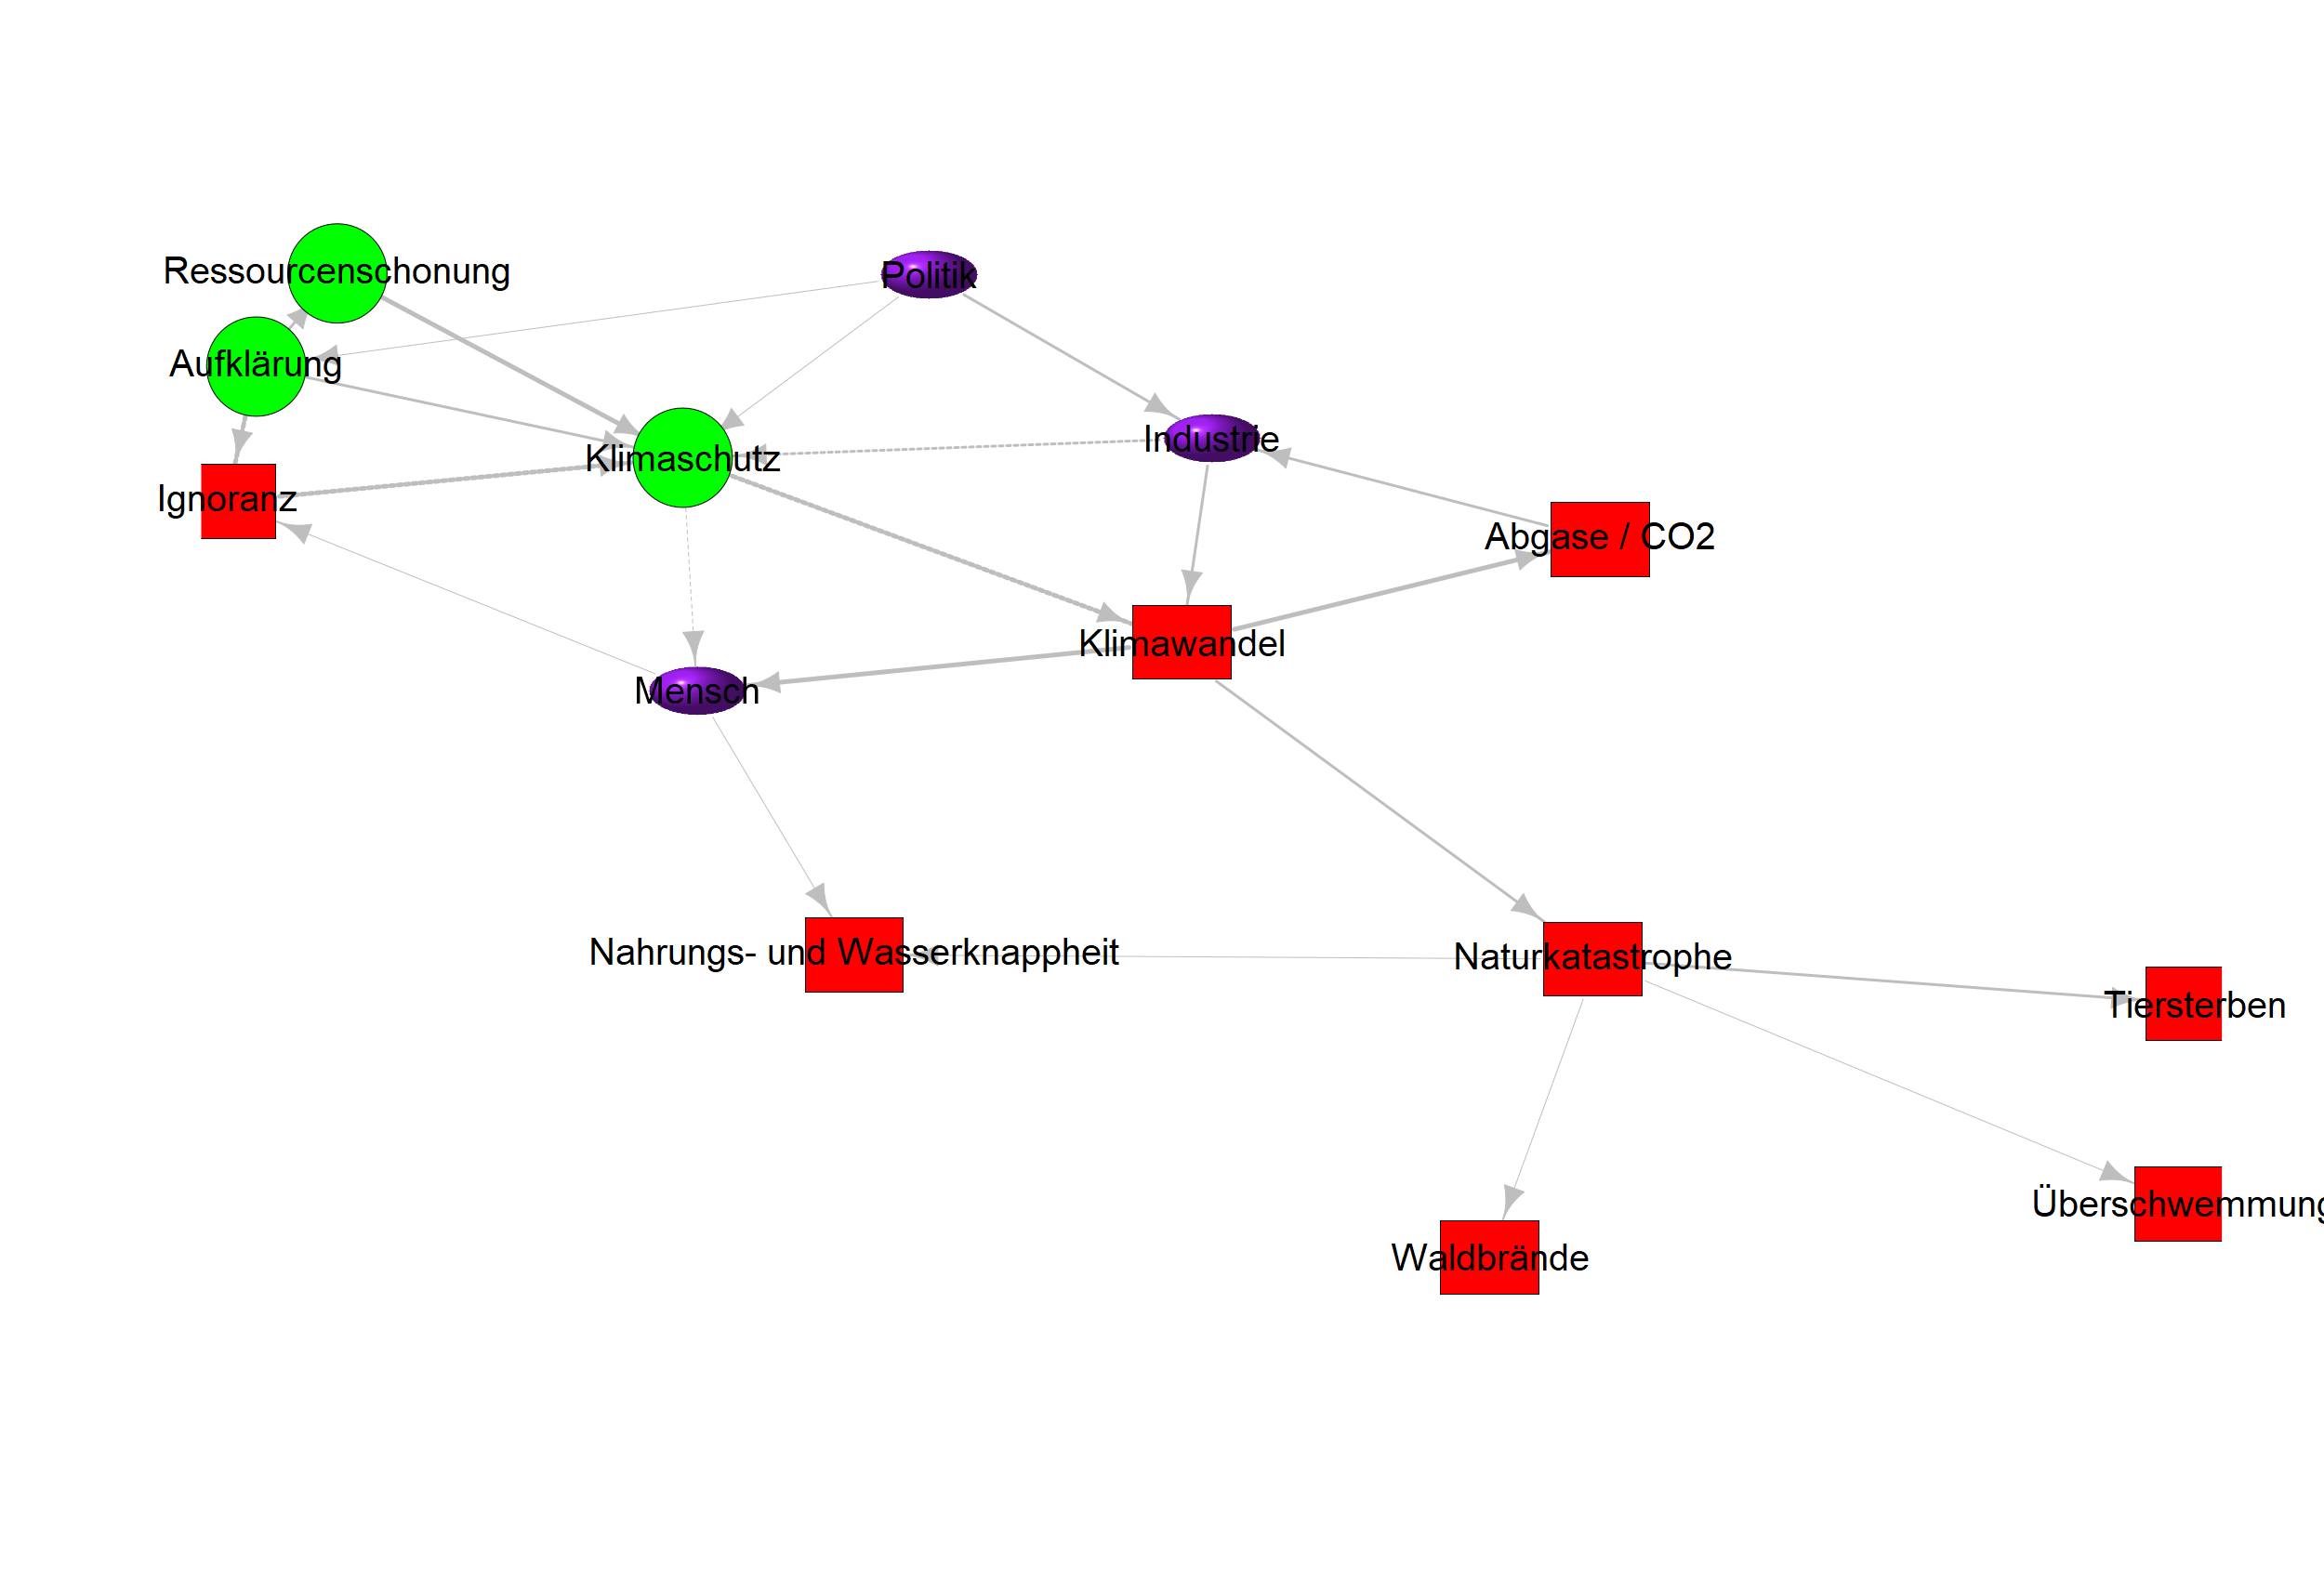 Ressourcenschonung
Politik
Aufklärung
Industrie
Klimaschutz
Ignoranz
Abgase / CO2
Klimawandel
Mensch
Nahrungs- und Wasserknappheit
Naturkatastrophe
Tiersterben
Überschwemmung
Waldbrände